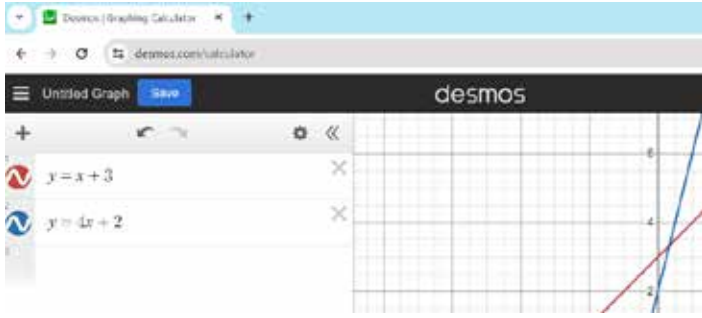 Desmos | Graphing Calculator
desmos.com/calculator
Untitled Graph Save desmos
y = x + 3
y = 4x + 2
6
4
2